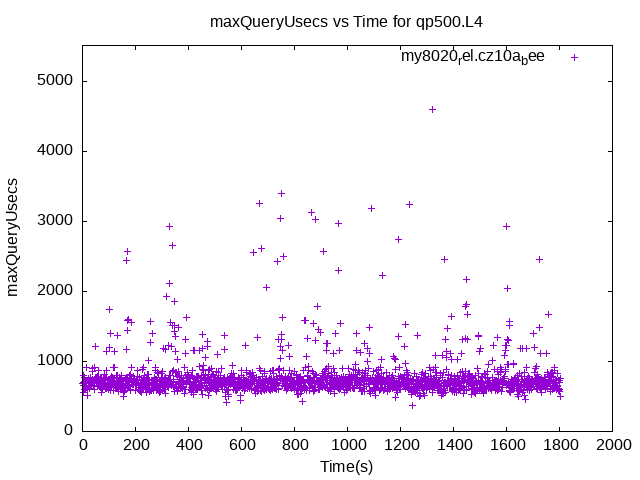 maxQueryUsecs vs Time for qp500.L4
my8020rel.cz10abee
5000
4000
3000
2000
1000
0
maxQueryUsecs
0 200 400 600 800 1000 1200 1400 1600 1800 2000
Time(s)